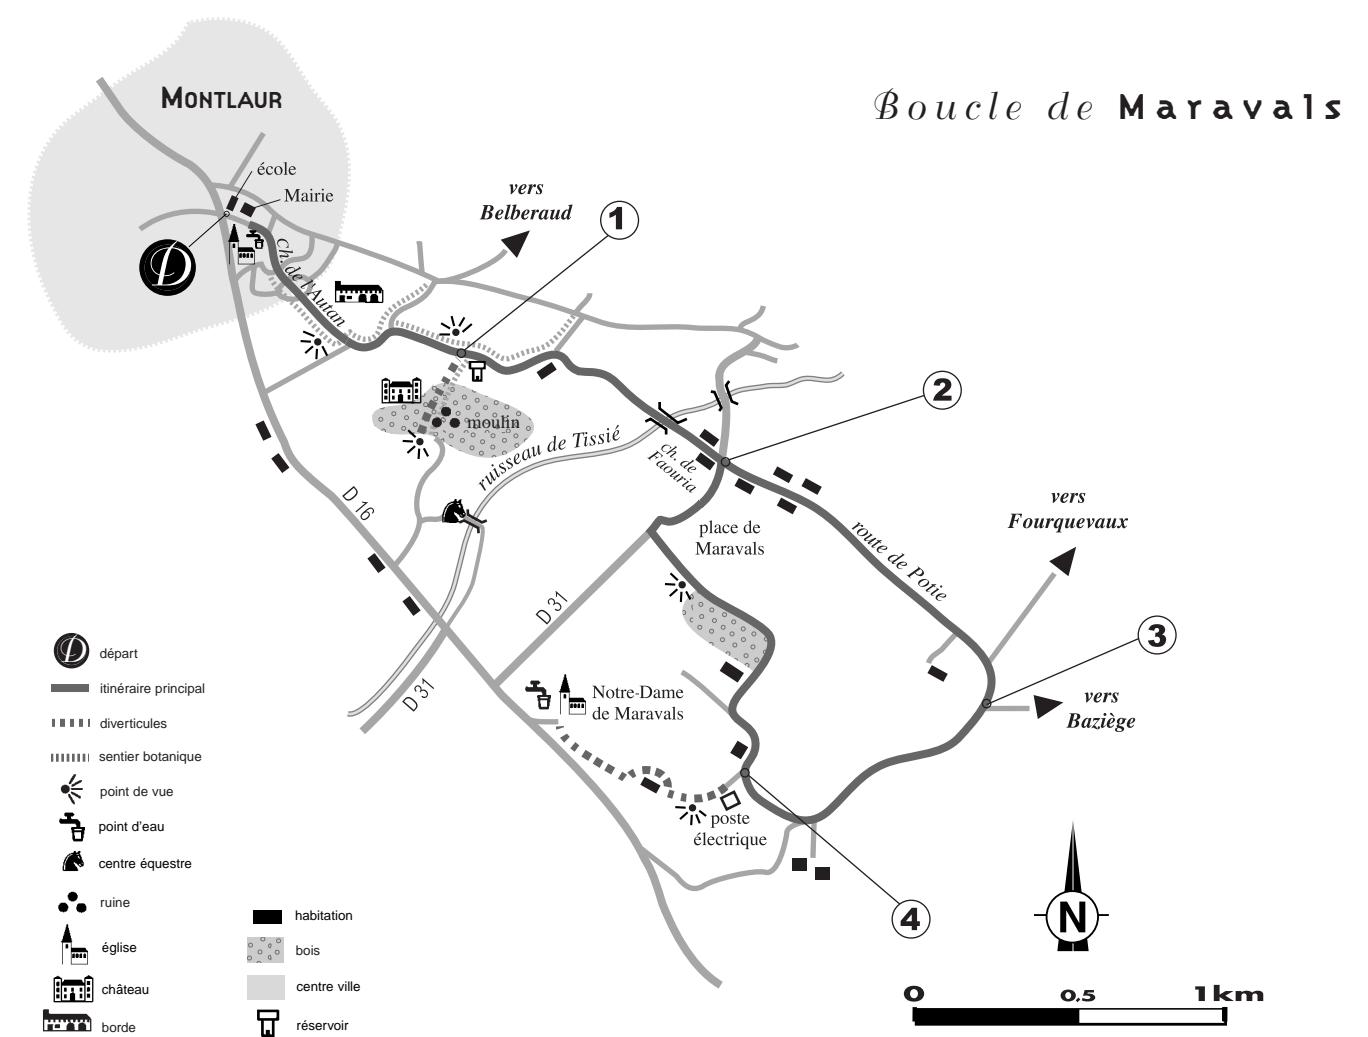 Boucle de Maravals
MONTLAUR
école
Mairie
D
Ch. de l'Autan
vers
Belberaud
1
2
moulin
ruisseau de Tissié
ch. de
Faouria
D 16
place de
Maravals
route de Potie
vers
Fourquevaux
3
vers
Baziège
D 31
D 31
Notre-Dame
de Maravals
poste
électrique
4
N
0
0,5
1km
D
départ
itinéraire principal
diverticules
sentier botanique
point de vue
point d'eau
centre équestre
ruine
église
château
borde
habitation
bois
centre ville
réservoir